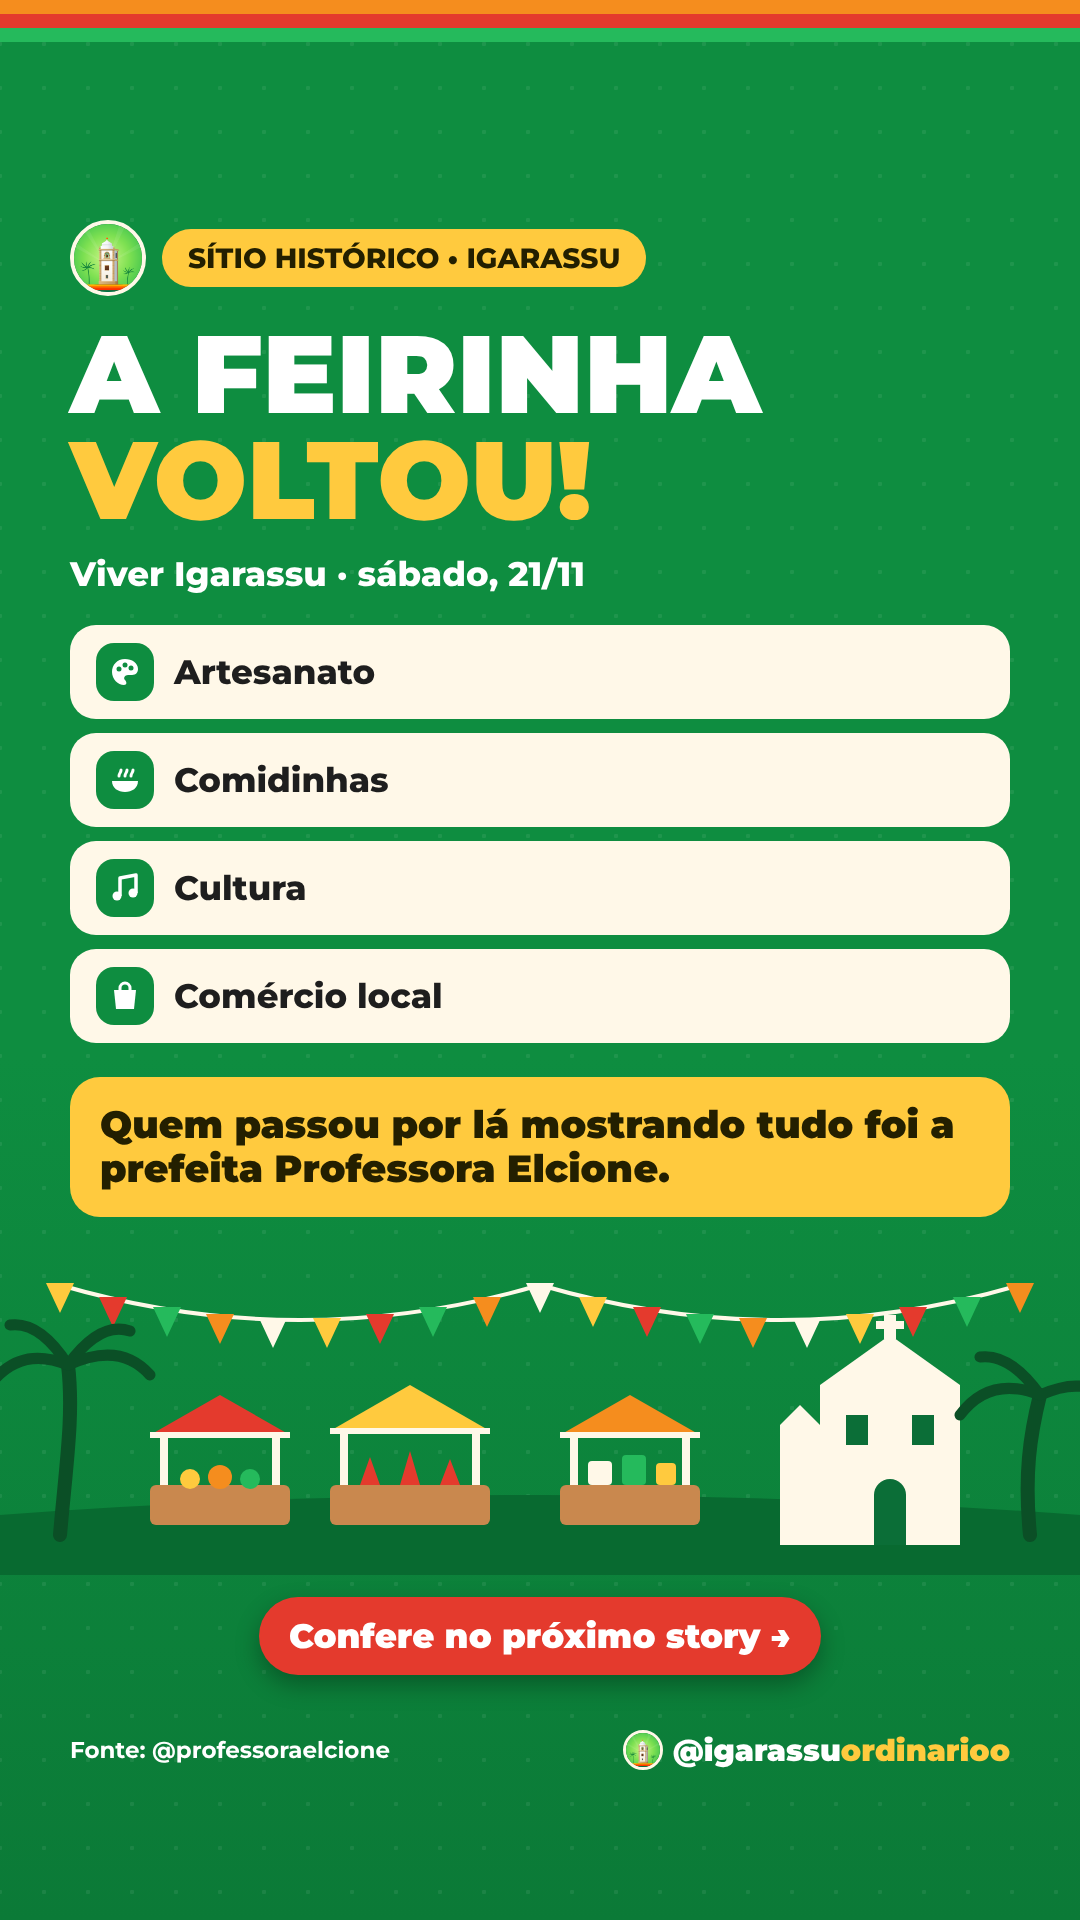 SÍTIO HISTÓRICO • IGARASSU
A FEIRINHA
VOLTOU!
Viver Igarassu · sábado, 21/11
Artesanato
Comidinhas
Cultura
Comércio local
Quem passou por lá mostrando tudo foi a
prefeita Professora Elcione.
Confere no próximo story →
Fonte: @professoraelcione
@igarassuordinarioo